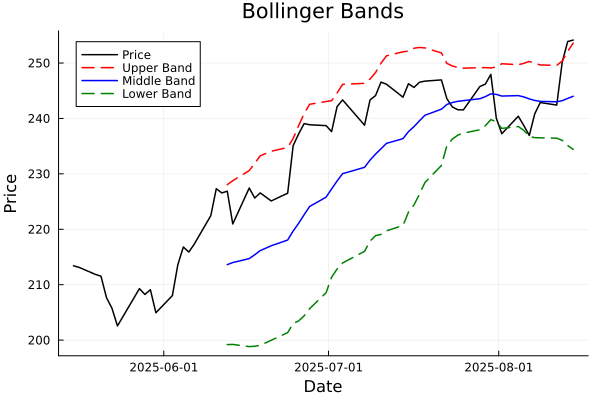 Bollinger Bands
Price
Upper Band
Middle Band
Lower Band
Price
250
240
230
220
210
200
2025-06-01 2025-07-01 2025-08-01
Date